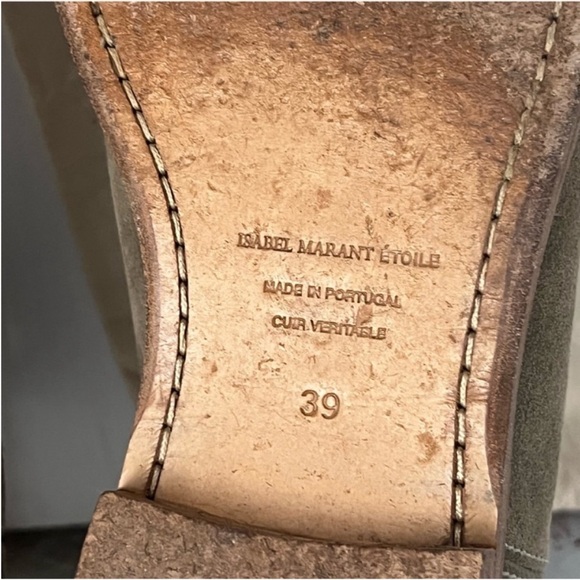 ISABEL MARANT ÉTOILE
MADE IN PORTUGAL
CUIR VERITABLE
39